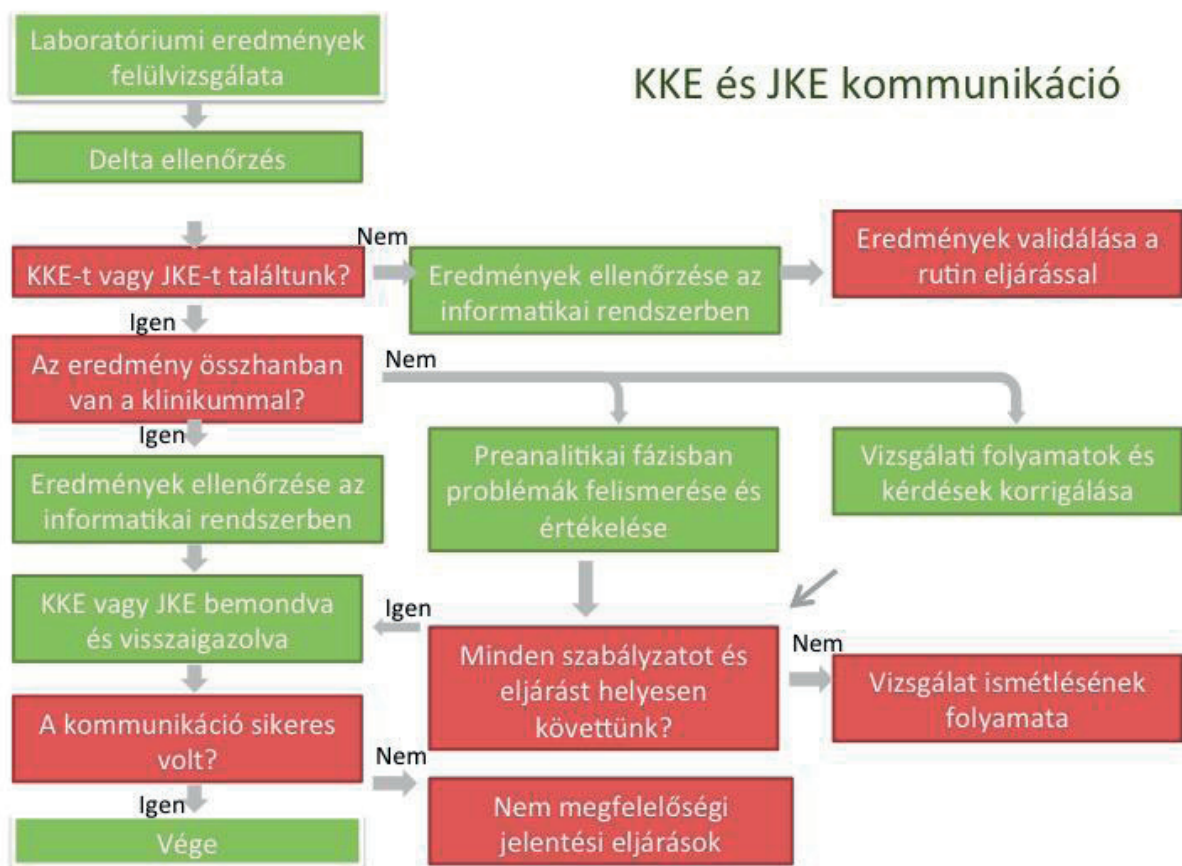 Laboratóriumi eredmények
felülvizsgálata
KKE és JKE kommunikáció
Delta ellenőrzés
KKE-t vagy JKE-t találtunk?
Nem
Eredmények ellenőrzése az
informatikai rendszerben
Eredmények validálása a
rutin eljárással
Igen
Az eredmény összhanban
van a klinikummal?
Nem
Igen
Preanalitikai fázisban
problémák felismerése és
értékelése
Vizsgálati folyamatok és
kérdések korrigálása
Eredmények ellenőrzése az
informatikai rendszerben
KKE vagy JKE bemondva
és visszaigazolva
Igen
Minden szabályzatot és
eljárást helyesen
követtünk?
Nem
Vizsgálat ismétlésének
folyamata
A kommunikáció sikeres
volt?
Nem
Nem megfelelőségi
jelentési eljárások
Igen
Vége